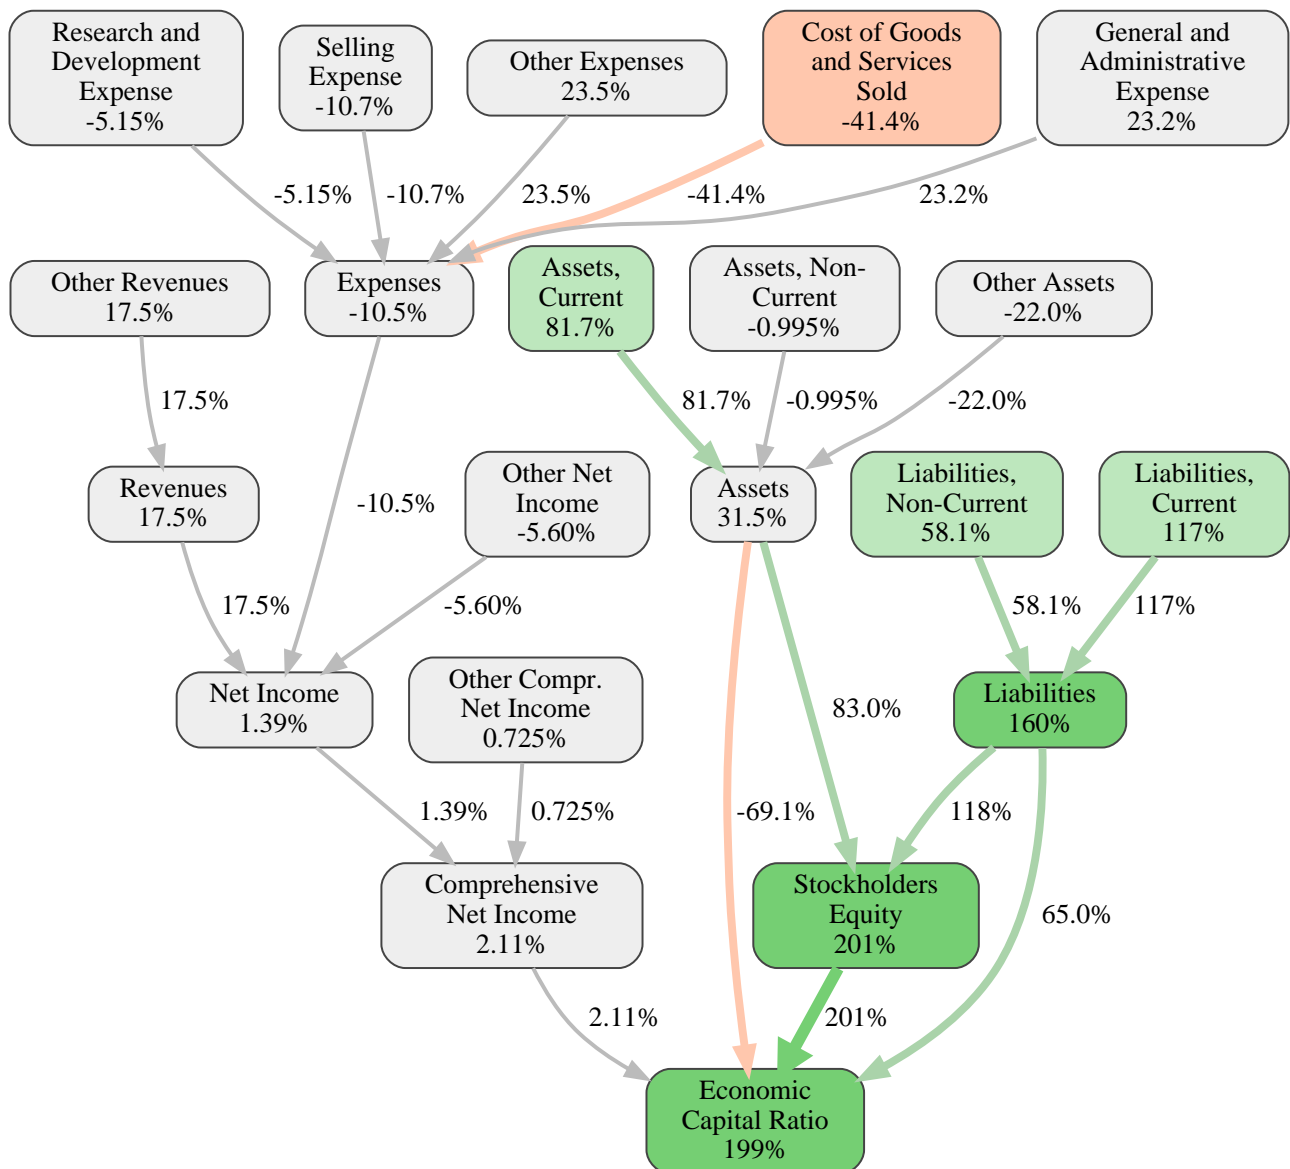 Research and
Development
Expense
-5.15%
Selling
Expense
-10.7%
Other Expenses
23.5%
Cost of Goods
and Services
Sold
-41.4%
General and
Administrative
Expense
23.2%
-5.15%
-10.7%
23.5%
-41.4%
23.2%
Other Revenues
17.5%
Expenses
-10.5%
Assets,
Current
81.7%
Assets, Non-
Current
-0.995%
Other Assets
-22.0%
17.5%
81.7%
-0.995%
-22.0%
Revenues
17.5%
-10.5%
Other Net
Income
-5.60%
Assets
31.5%
Liabilities,
Non-Current
58.1%
Liabilities,
Current
117%
17.5%
-5.60%
58.1%
117%
Net Income
1.39%
Other Compr.
Net Income
0.725%
83.0%
Liabilities
160%
1.39%
0.725%
-69.1%
118%
Comprehensive
Net Income
2.11%
Stockholders
Equity
201%
65.0%
2.11%
201%
Economic
Capital Ratio
199%